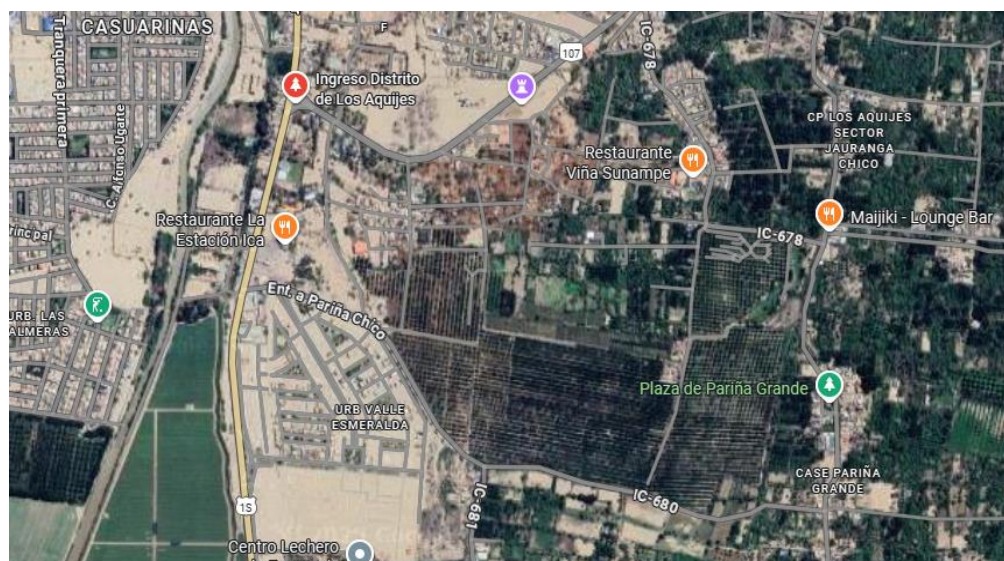 CASUARINAS
Tranquera primera
C. Alfonso Ugarte
F
107
IC-678
Ingreso Distrito
de Los Aquijes
CP LOS AQUIJES
SECTOR
JAURANGA
CHICO
Restaurante
Viña Sunampe
Restaurante La
Estación Ica
Maijiki - Lounge Bar
IC-678
Ent. a Pariña Chico
URB. LAS
Plaza de Pariña Grande
URB VALLE
ESMERALDA
CASE PARIÑA
GRANDE
IC-680
IC-681
1S
Centro Lechero